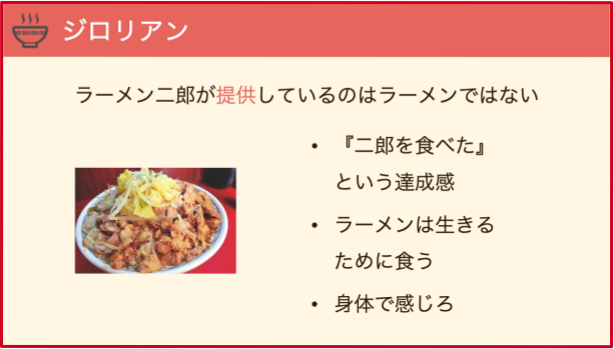 ジロリアン
ラーメン二郎が提供しているのはラーメンではない
• 『二郎を食べた』
という達成感
• ラーメンは生きる
ために食う
• 身体で感じろ